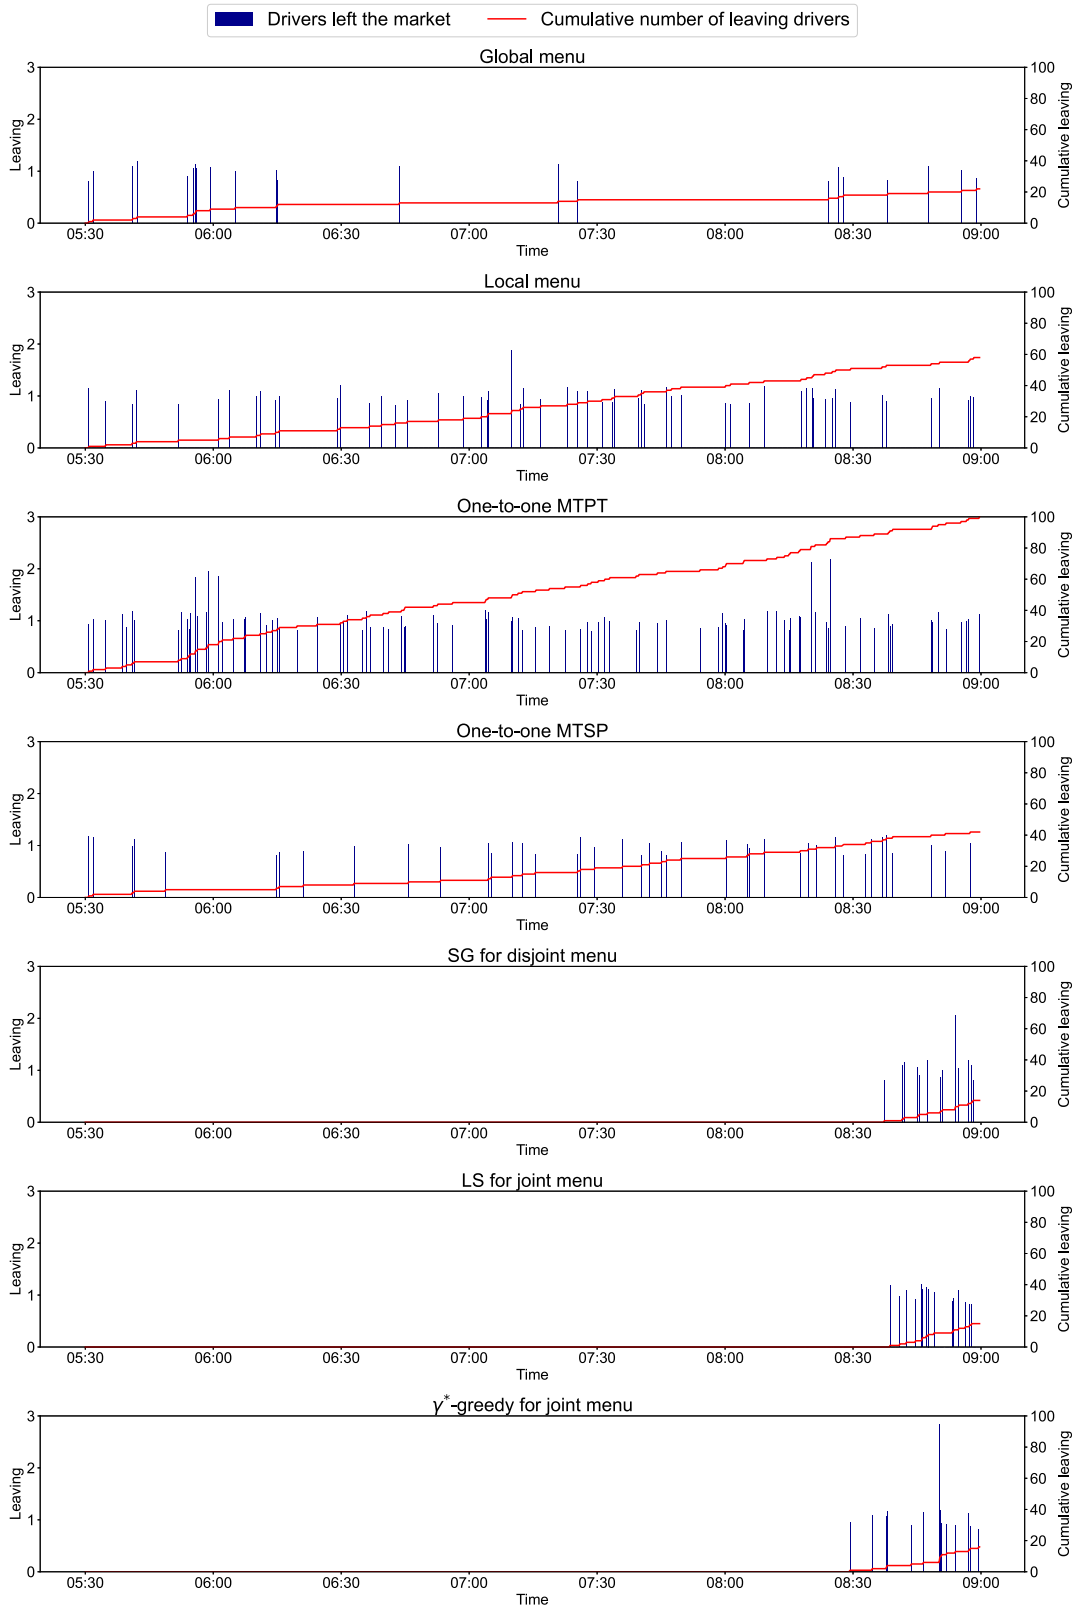 Drivers left the market Cumulative number of leaving drivers
Global menu
3 2 1 0
Leaving
100 80 60 40 20 0
Cumulative leaving
05:30 06:00 06:30 07:00 07:30 08:00 08:30 09:00
Time
Local menu
3 2 1 0
Leaving
100 80 60 40 20 0
Cumulative leaving
05:30 06:00 06:30 07:00 07:30 08:00 08:30 09:00
Time
One-to-one MTPT
3 2 1 0
Leaving
100 80 60 40 20 0
Cumulative leaving
05:30 06:00 06:30 07:00 07:30 08:00 08:30 09:00
Time
One-to-one MTSP
3 2 1 0
Leaving
100 80 60 40 20 0
Cumulative leaving
05:30 06:00 06:30 07:00 07:30 08:00 08:30 09:00
Time
SG for disjoint menu
3 2 1 0
Leaving
100 80 60 40 20 0
Cumulative leaving
05:30 06:00 06:30 07:00 07:30 08:00 08:30 09:00
Time
LS for joint menu
3 2 1 0
Leaving
100 80 60 40 20 0
Cumulative leaving
05:30 06:00 06:30 07:00 07:30 08:00 08:30 09:00
Time
γ*-greedy for joint menu
3 2 1 0
Leaving
100 80 60 40 20 0
Cumulative leaving
05:30 06:00 06:30 07:00 07:30 08:00 08:30 09:00
Time